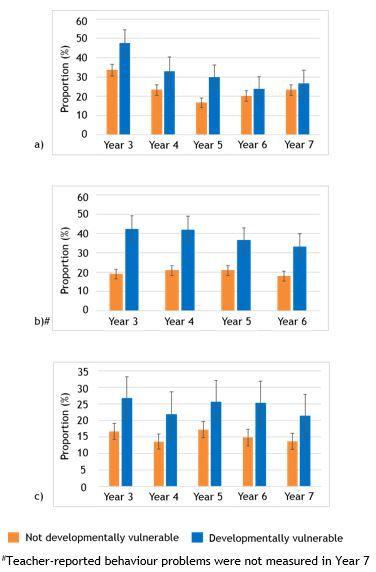 60
50
40
30
20
10
0
Proportion (%)
Year 3 Year 4 Year 5 Year 6 Year 7
a)
60
50
40
30
20
10
0
Proportion (%)
Year 3 Year 4 Year 5 Year 6
b)#
35
30
25
20
15
10
5
0
Proportion (%)
Year 3 Year 4 Year 5 Year 6 Year 7
c)
Not developmentally vulnerable Developmentally vulnerable
#Teacher-reported behaviour problems were not measured in Year 7